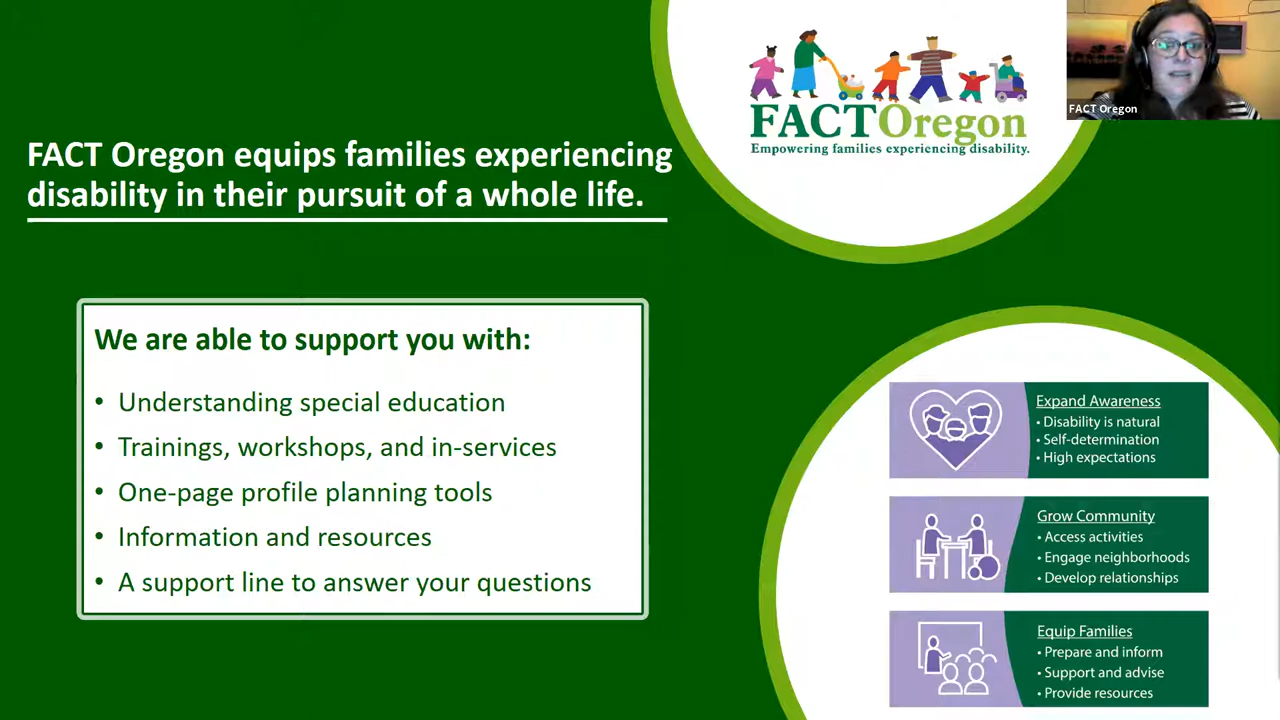 FACT Oregon equips families experiencing
disability in their pursuit of a whole life.
We are able to support you with:
• Understanding special education
• Trainings, workshops, and in-services
• One-page profile planning tools
• Information and resources
• A support line to answer your questions
FACT Oregon
Empowering families experiencing disability.
FACT Oregon
Expand Awareness
• Disability is natural
• Self-determination
• High expectations
Grow Community
• Access activities
• Engage neighborhoods
• Develop relationships
Equip Families
• Prepare and inform
• Support and advise
• Provide resources